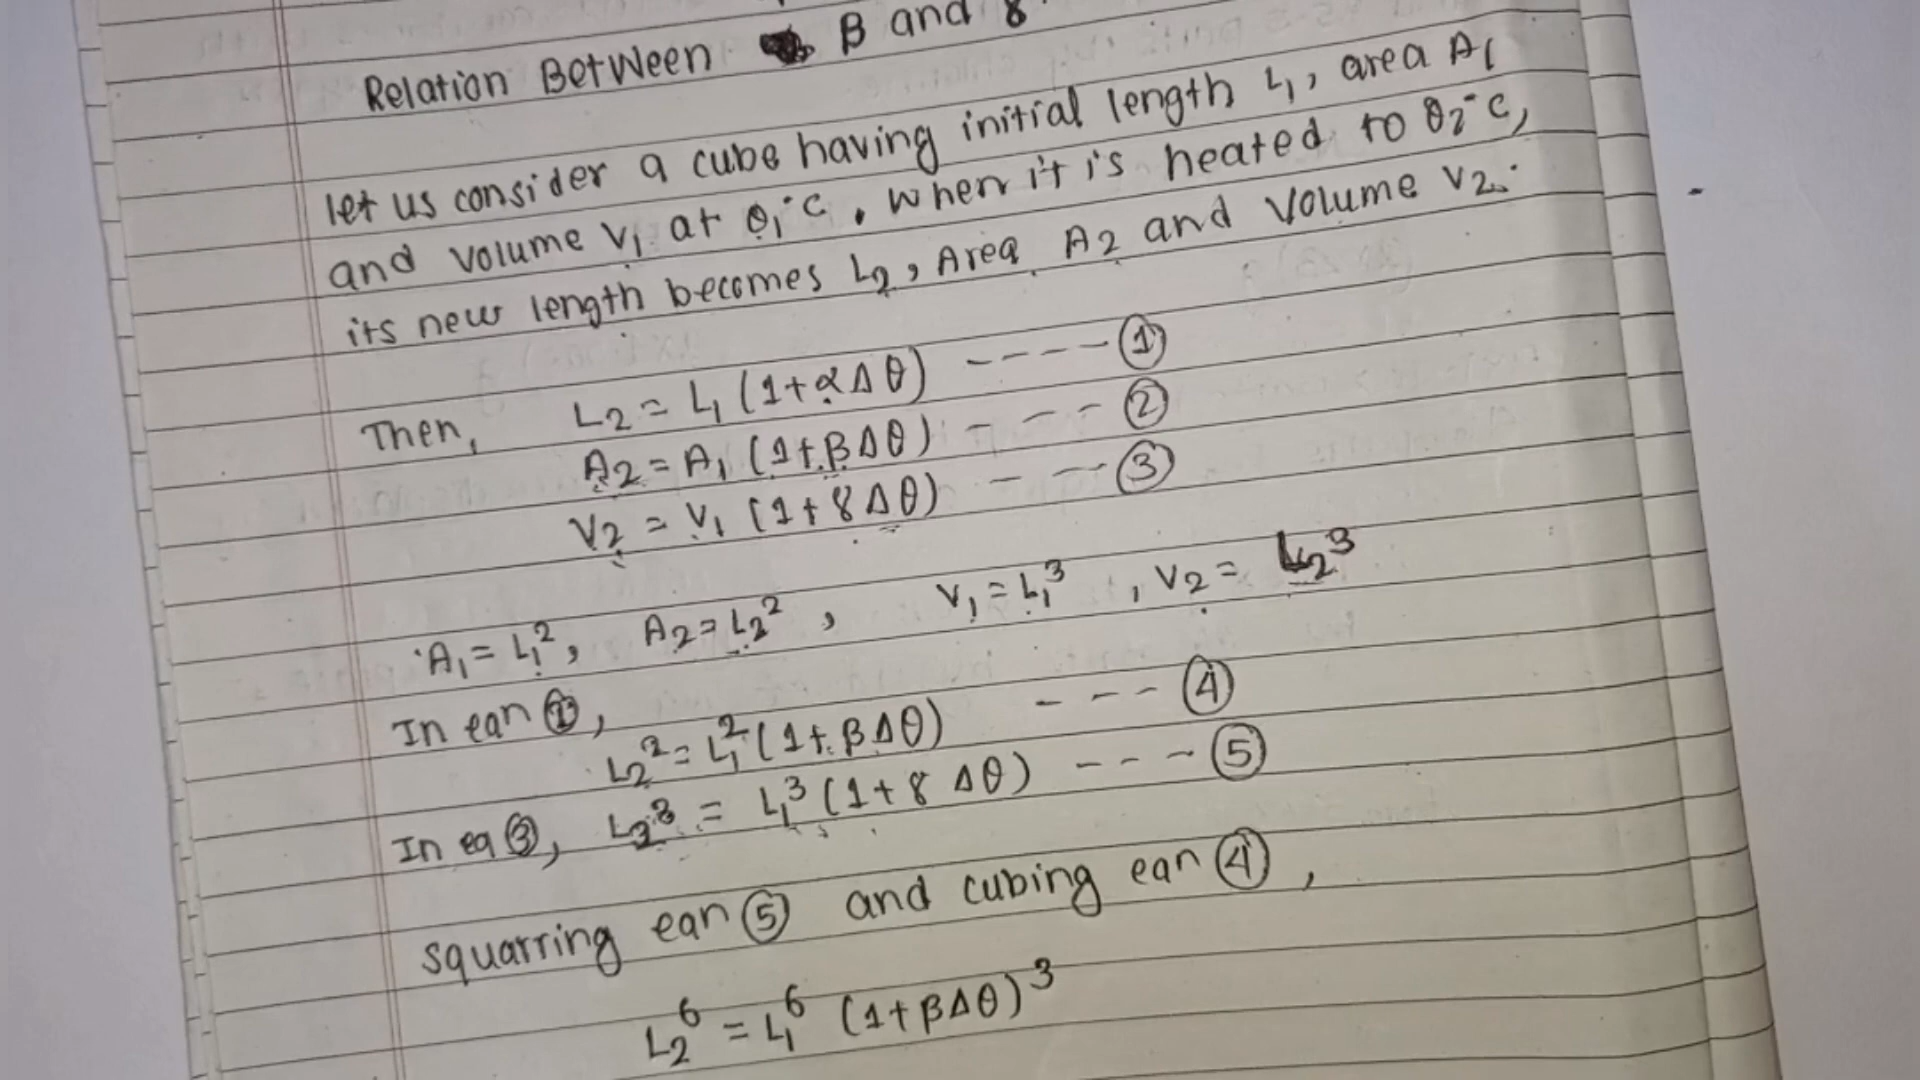 Relation Between β and γ
let us consider a cube having initial length L₁, area A₁
and volume V₁ at θ₁°C. When it is heated to θ₂°C,
its new length becomes L₂, Area A₂ and Volume V₂.
Then, L₂ = L₁ (1+αΔθ) ---- ①
A₂ = A₁ (1+βΔθ) ---- ②
V₂ = V₁ (1+γΔθ) --- ③
A₁ = L₁², A₂ = L₂², V₁ = L₁³, V₂ = L₂³
In eqn ②,
L₂² = L₁² (1+βΔθ) ---- ④
In eq ③, L₂³ = L₁³ (1+γΔθ) ---- ⑤
squarring eqn ⑤ and cubing eqn ④,
L₂⁶ = L₁⁶ (1+βΔθ)³